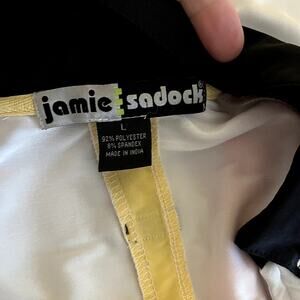 jamie sadock
L
92% POLYESTER
8% SPANDEX
MADE IN INDIA